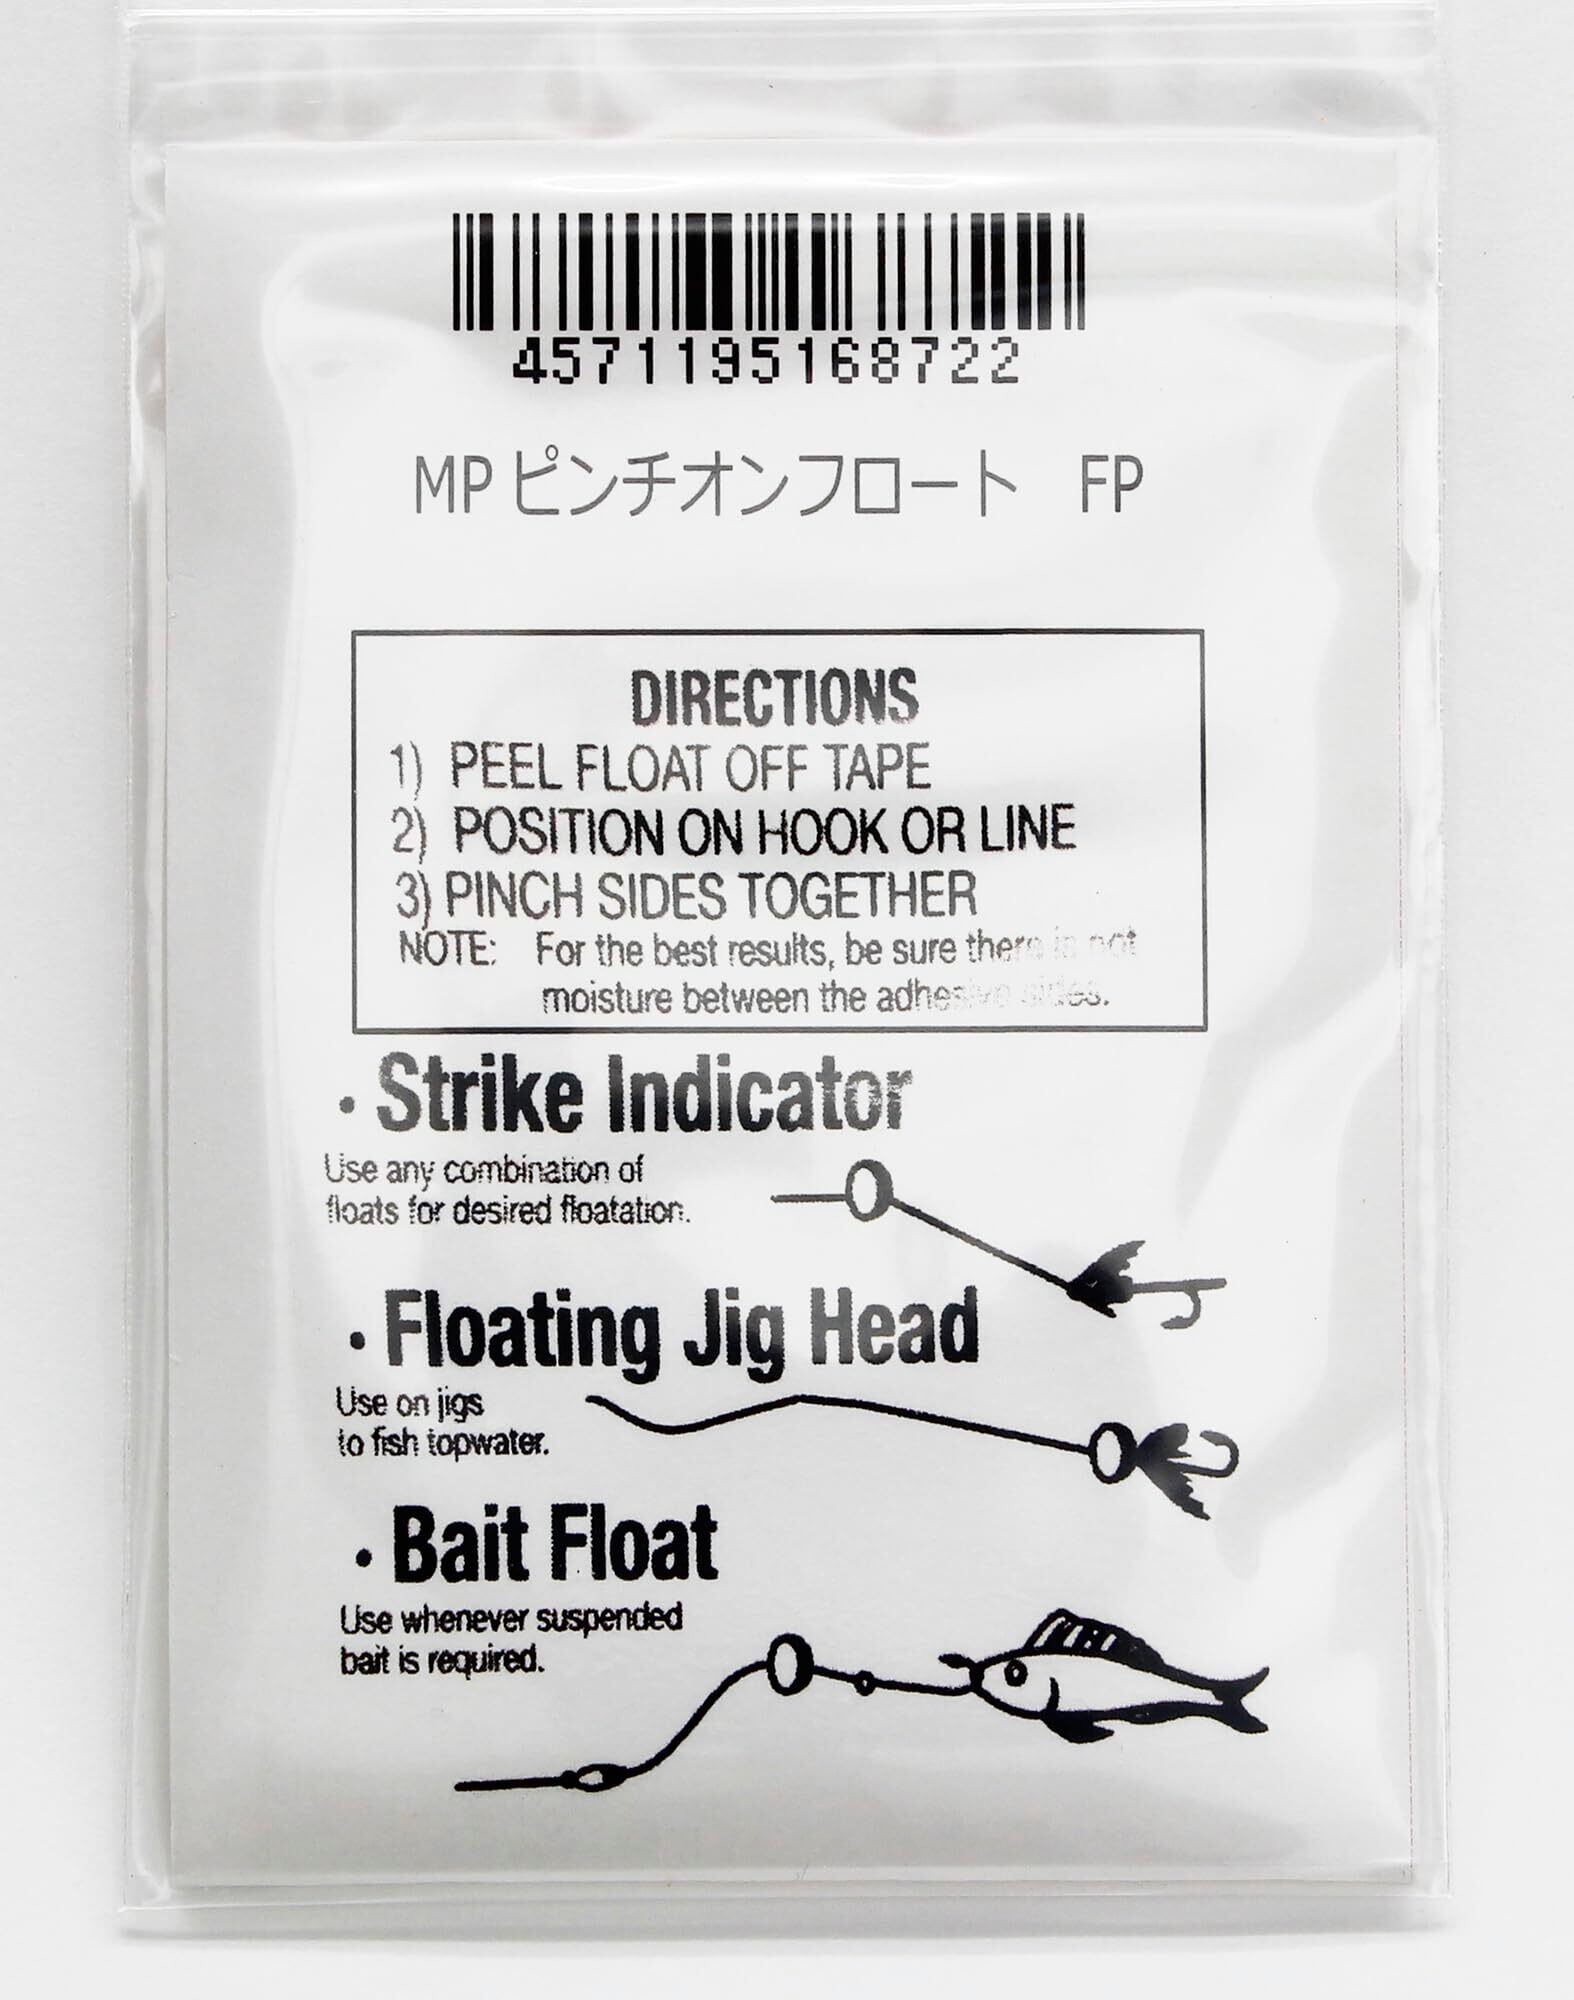 4571195168722
MP ピンチオンフロート　FP
DIRECTIONS
1) PEEL FLOAT OFF TAPE
2) POSITION ON HOOK OR LINE
3) PINCH SIDES TOGETHER
NOTE: For the best results, be sure there is not
moisture between the adhesive sides.
· Strike Indicator
Use any combination of
floats for desired floatation.
· Floating Jig Head
Use on jigs
to fish topwater.
· Bait Float
Use whenever suspended
bait is required.